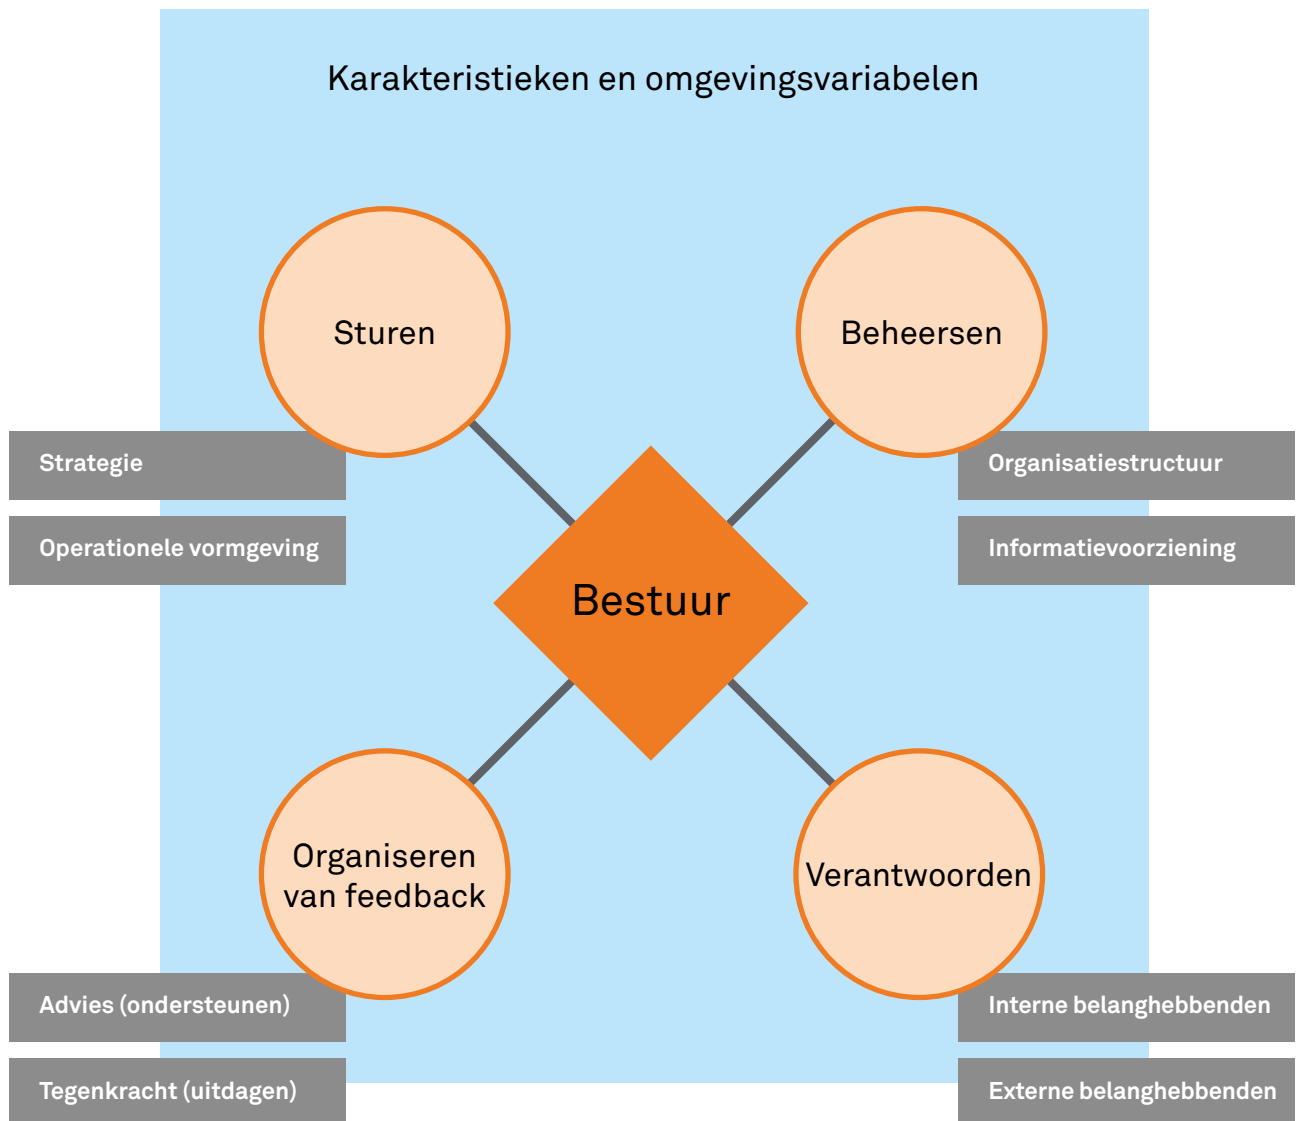 Karakteristieken en omgevingsvariabelen
Sturen
Beheersen
Strategie
Organisatiestructuur
Operationele vormgeving
Informatievoorziening
Bestuur
Organiseren
van feedback
Verantwoorden
Advies (ondersteunen)
Interne belanghebbenden
Tegenkracht (uitdagen)
Externe belanghebbenden